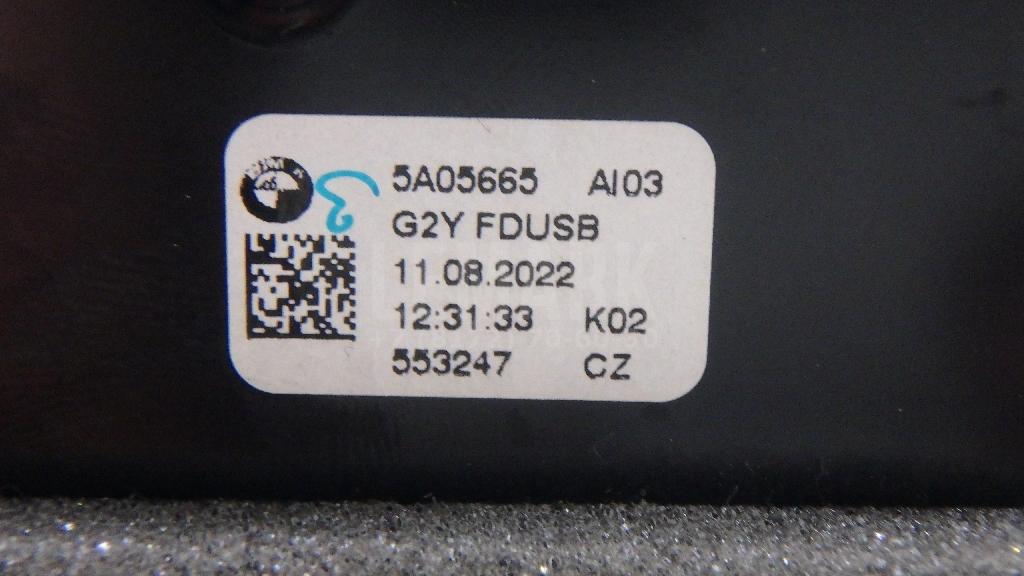 5A05665 AI03
G2Y FDUSB
11.08.2022
12:31:33 K02
553247 CZ